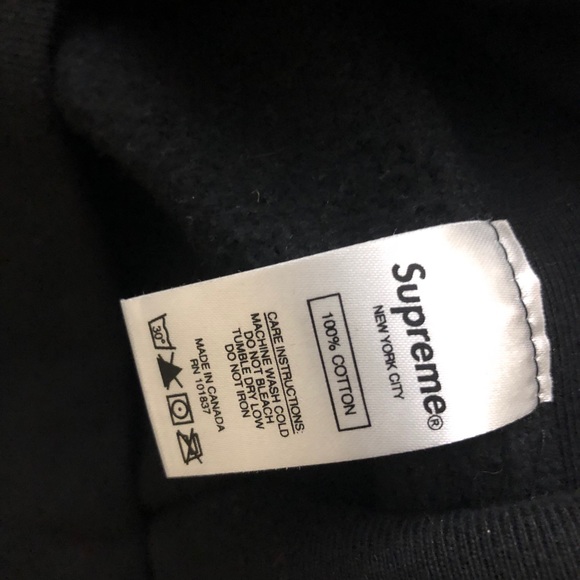 Supreme®
NEW YORK CITY
100% COTTON
CARE INSTRUCTIONS:
MACHINE WASH COLD
DO NOT BLEACH
TUMBLE DRY LOW
DO NOT IRON
MADE IN CANADA
RN 101837
30°